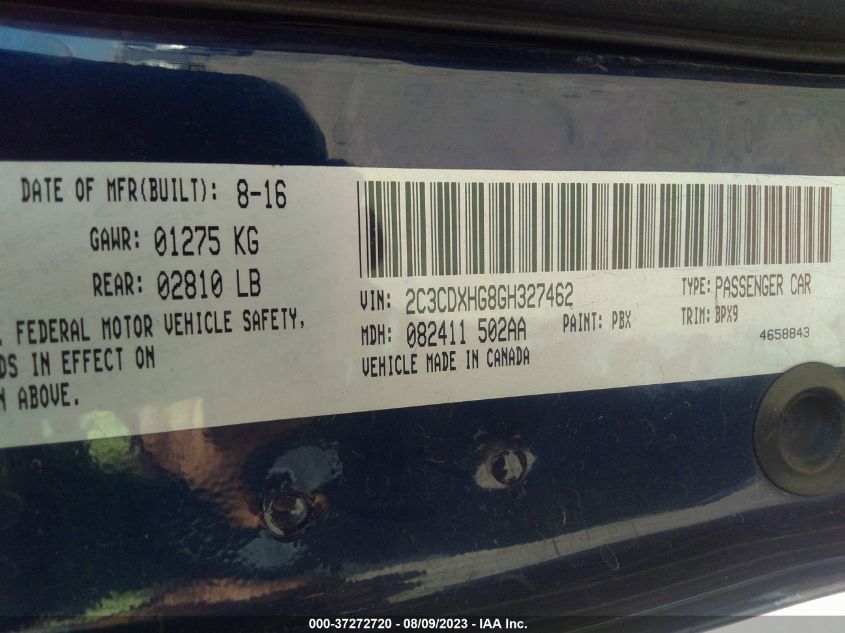 DATE OF MFR(BUILT): 8-16
GAWR: 01275 KG
REAR: 02810 LB
FEDERAL MOTOR VEHICLE SAFETY,
DS IN EFFECT ON
N ABOVE.
VIN: 2C3CDXHG8GH327462 TYPE: PASSENGER CAR
MDH: 082411 502AA PAINT: PBX TRIM: BPX9
VEHICLE MADE IN CANADA 4658843
000-37272720 - 08/09/2023 - IAA Inc.